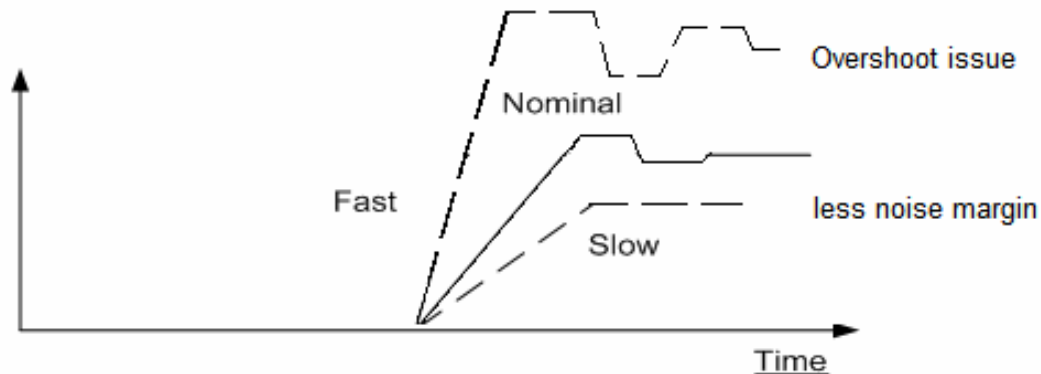 Overshoot issue
Nominal
Fast
less noise margin
Slow
Time